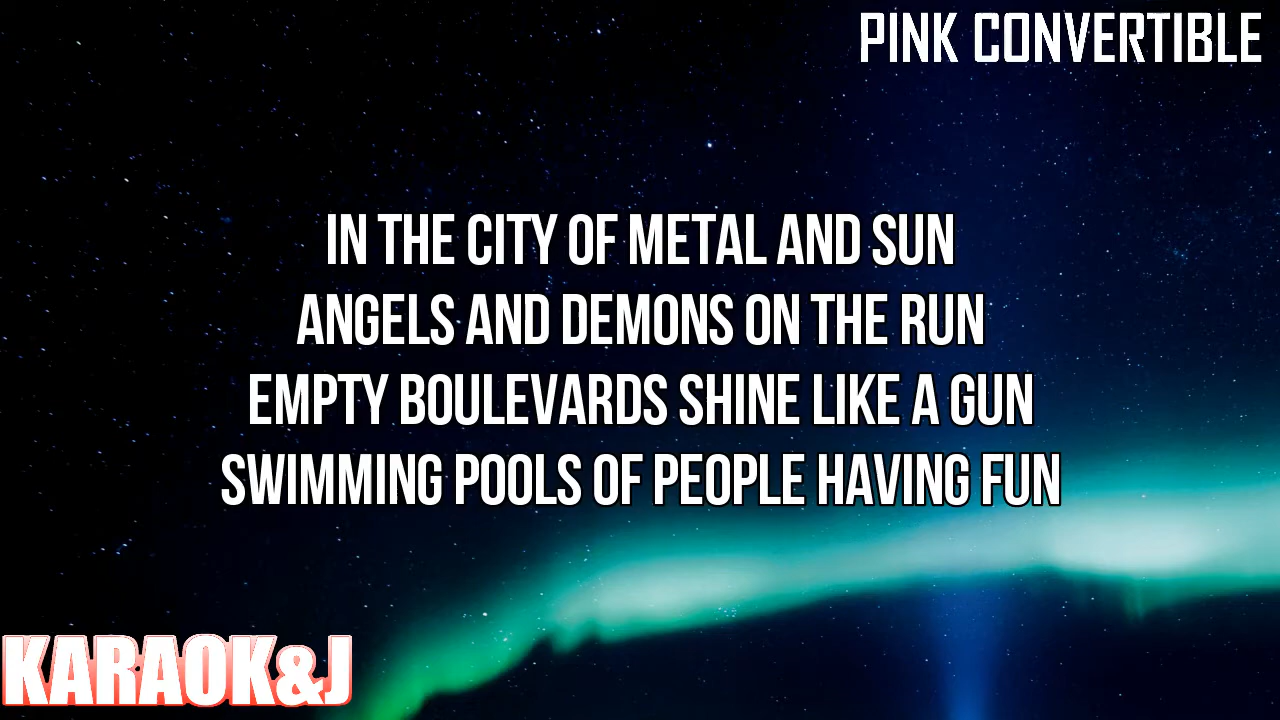 PINK CONVERTIBLE
IN THE CITY OF METAL AND SUN
ANGELS AND DEMONS ON THE RUN
EMPTY BOULEVARDS SHINE LIKE A GUN
SWIMMING POOLS OF PEOPLE HAVING FUN
KARAOK&J